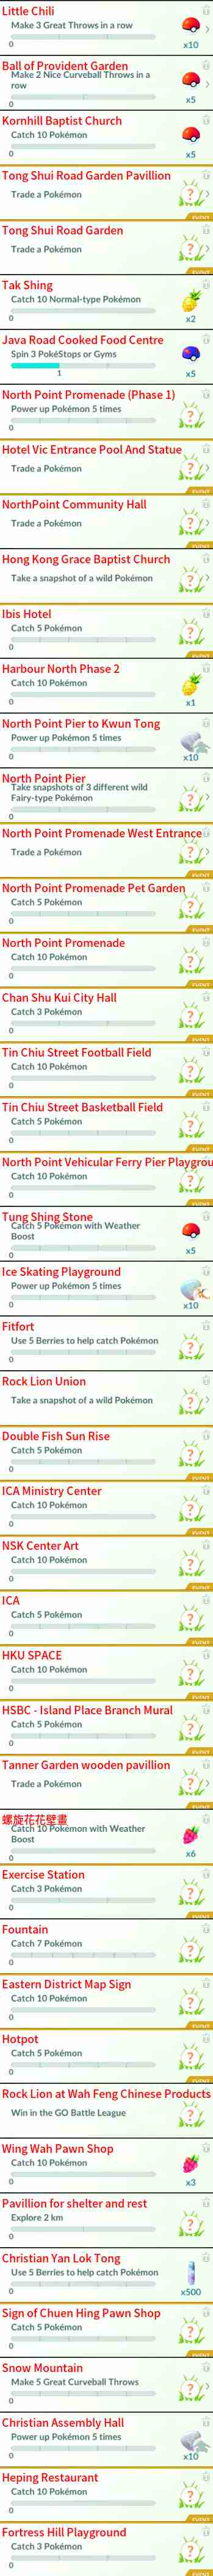 Little Chili
Make 3 Great Throws in a row
0
x10
Ball of Provident Garden
Make 2 Nice Curveball Throws in a
row
0
x5
Kornhill Baptist Church
Catch 10 Pokémon
0
x5
Tong Shui Road Garden Pavillion
Trade a Pokémon
?
EVENT
Tong Shui Road Garden
Trade a Pokémon
?
Tak Shing
Catch 10 Normal-type Pokémon
0
x2
Java Road Cooked Food Centre
Spin 3 PokéStops or Gyms
1
x5
North Point Promenade (Phase 1)
Power up Pokémon 5 times
0
?
EVENT
Hotel Vic Entrance Pool And Statue
Trade a Pokémon
?
EVENT
NorthPoint Community Hall
Trade a Pokémon
?
EVENT
Hong Kong Grace Baptist Church
Take a snapshot of a wild Pokémon
?
EVENT
Ibis Hotel
Catch 5 Pokémon
0
?
Harbour North Phase 2
Catch 10 Pokémon
0
x1
North Point Pier to Kwun Tong
Power up Pokémon 5 times
0
x10
North Point Pier
Take snapshots of 3 different wild
Fairy-type Pokémon
0
?
EVENT
North Point Promenade West Entrance
Trade a Pokémon
?
EVENT
North Point Promenade Pet Garden
Catch 5 Pokémon
0
?
EVENT
North Point Promenade
Catch 10 Pokémon
0
?
EVENT
Chan Shu Kui City Hall
Catch 3 Pokémon
0
?
EVENT
Tin Chiu Street Football Field
Catch 10 Pokémon
0
?
EVENT
Tin Chiu Street Basketball Field
Catch 5 Pokémon
0
?
EVENT
North Point Vehicular Ferry Pier Playgrou
Catch 10 Pokémon
0
?
EVENT
Tung Shing Stone
Catch 5 Pokémon with Weather
Boost
0
x5
Ice Skating Playground
Power up Pokémon 5 times
0
x10
Fitfort
Use 5 Berries to help catch Pokémon
0
?
Rock Lion Union
Take a snapshot of a wild Pokémon
?
EVENT
Double Fish Sun Rise
Catch 5 Pokémon
0
?
EVENT
ICA Ministry Center
Catch 10 Pokémon
0
?
EVENT
NSK Center Art
Catch 10 Pokémon
0
?
EVENT
ICA
Catch 5 Pokémon
0
?
EVENT
HKU SPACE
Catch 10 Pokémon
0
?
EVENT
HSBC - Island Place Branch Mural
Catch 5 Pokémon
0
?
EVENT
Tanner Garden wooden pavillion
Trade a Pokémon
?
EVENT
螺旋花花壁畫
Catch 10 Pokémon with Weather
Boost
0
x6
Exercise Station
Catch 3 Pokémon
0
?
EVENT
Fountain
Catch 7 Pokémon
0
?
EVENT
Eastern District Map Sign
Catch 10 Pokémon
0
?
EVENT
Hotpot
Catch 5 Pokémon
0
?
EVENT
Rock Lion at Wah Feng Chinese Products
Win in the GO Battle League
?
Wing Wah Pawn Shop
Catch 10 Pokémon
0
x3
Pavillion for shelter and rest
Explore 2 km
0
?
Christian Yan Lok Tong
Use 5 Berries to help catch Pokémon
0
x500
Sign of Chuen Hing Pawn Shop
Catch 5 Pokémon
0
?
EVENT
Snow Mountain
Make 5 Great Curveball Throws
0
?
Christian Assembly Hall
Power up Pokémon 5 times
0
x10
Heping Restaurant
Catch 10 Pokémon
0
?
EVENT
Fortress Hill Playground
Catch 3 Pokémon
0
?